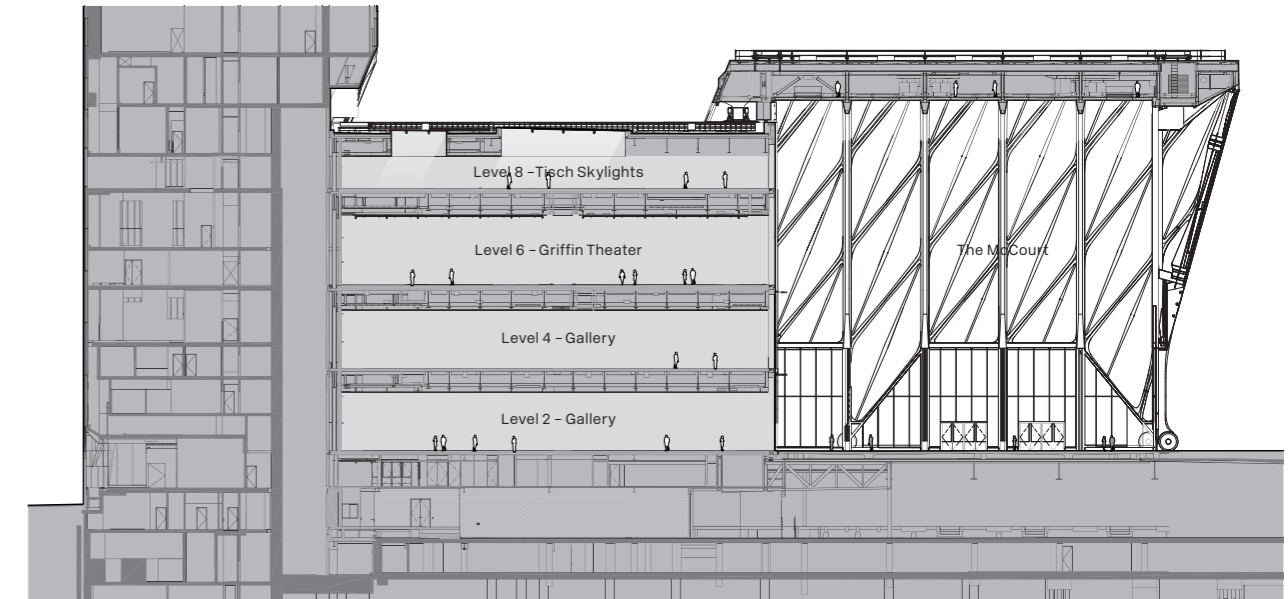 Level 8 – Tisch Skylights
Level 6 – Griffin Theater
The McCourt
Level 4 – Gallery
Level 2 – Gallery